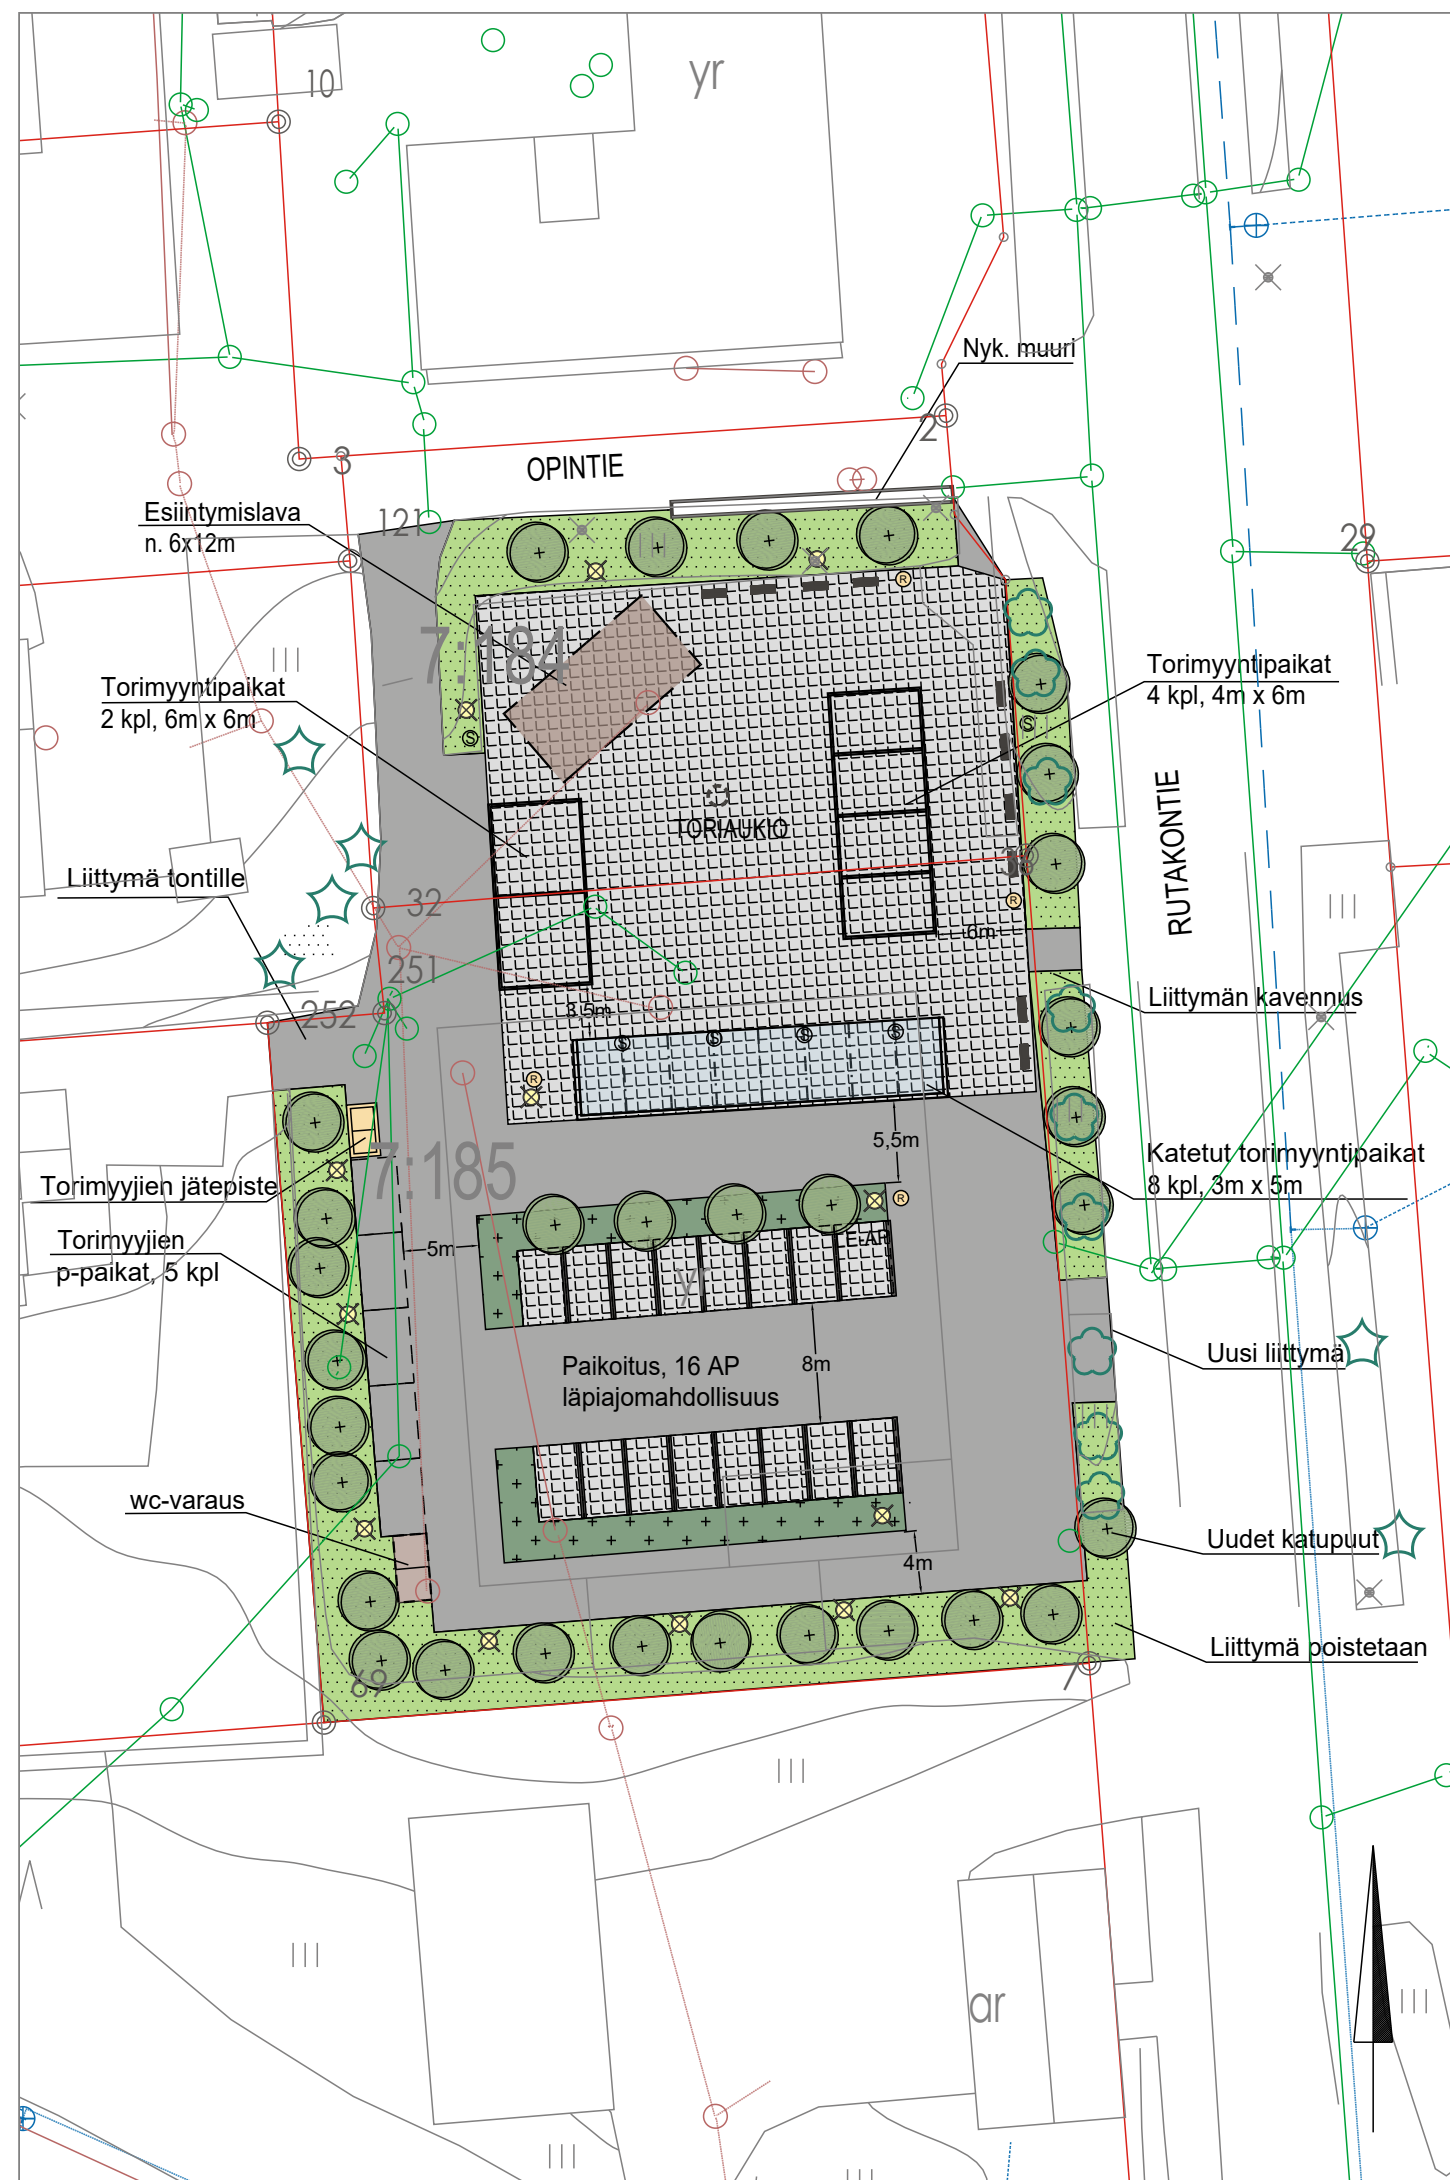 10
yr
Nyk. muuri
2
3
OPINTIE
Esiintymislava
n. 6x12m
121
29
7:184
Torimyyntipaikat
2 kpl, 6m x 6m
Torimyyntipaikat
4 kpl, 4m x 6m
S
S
R
TORIAUKIO
RUTAKONTIE
Liittymä tontille
32
R
6m
251
252
3,5m
Liittymän kavennus
S
S
S
S
R
5,5m
7:185
Katetut torimyyntipaikat
8 kpl, 3m x 5m
Torimyyjien jätepiste
R
Torimyyjien
p-paikat, 5 kpl
5m
E-AP
yr
Paikoitus, 16 AP
läpiajomahdollisuus
8m
Uusi liittymä
wc-varaus
Uudet katupuut
4m
Liittymä poistetaan
69
7
ar